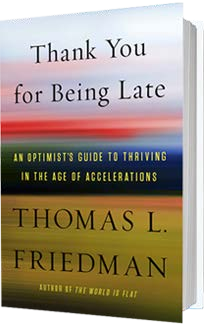 Thank You
for Being Late
AN OPTIMIST'S GUIDE TO THRIVING
IN THE AGE OF ACCELERATIONS
THOMAS L.
FRIEDMAN
AUTHOR OF THE WORLD IS FLAT